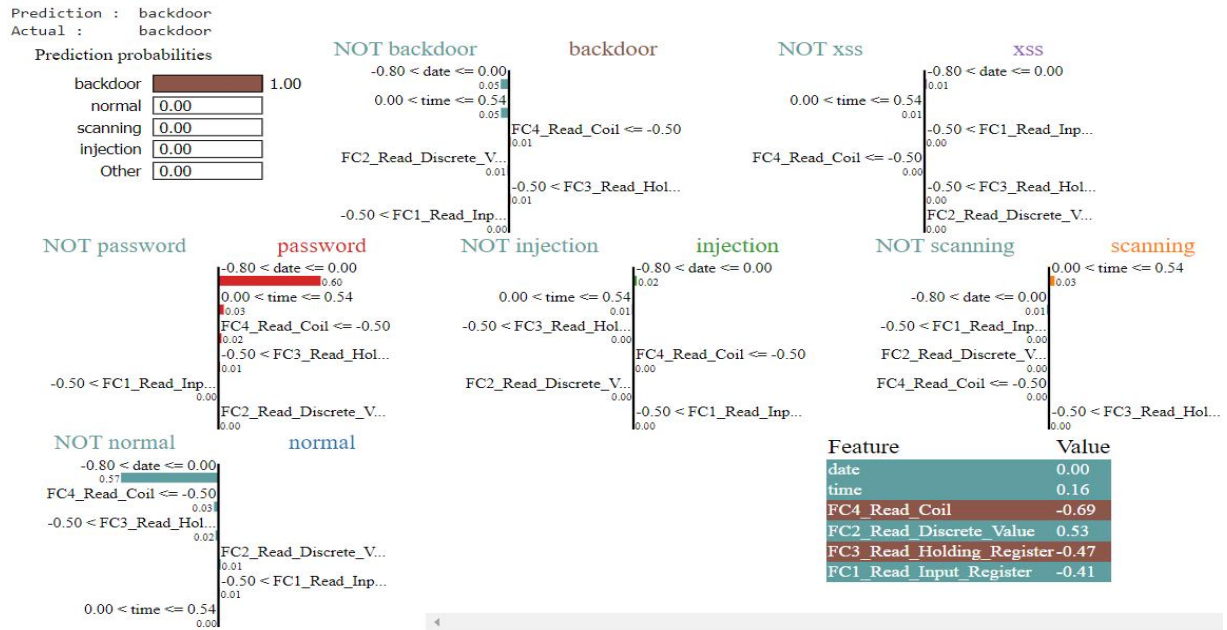 Prediction : backdoor
Actual : backdoor
Prediction probabilities
backdoor 1.00
normal 0.00
scanning 0.00
injection 0.00
Other 0.00
NOT backdoor backdoor
-0.80 < date <= 0.00
0.05
0.00 < time <= 0.54
0.05
FC4_Read_Coil <= -0.50
0.01
FC2_Read_Discrete_V...
0.01
-0.50 < FC3_Read_Hol...
0.01
-0.50 < FC1_Read_Inp...
0.00
NOT xss xss
-0.80 < date <= 0.00
0.01
0.00 < time <= 0.54
0.01
-0.50 < FC1_Read_Inp...
0.00
FC4_Read_Coil <= -0.50
0.00
-0.50 < FC3_Read_Hol...
0.00
FC2_Read_Discrete_V...
0.00
NOT password password
-0.80 < date <= 0.00
0.60
0.00 < time <= 0.54
0.03
FC4_Read_Coil <= -0.50
0.02
-0.50 < FC3_Read_Hol...
0.01
-0.50 < FC1_Read_Inp...
0.00
FC2_Read_Discrete_V...
0.00
NOT injection injection
-0.80 < date <= 0.00
0.02
0.00 < time <= 0.54
0.01
-0.50 < FC3_Read_Hol...
0.00
FC4_Read_Coil <= -0.50
0.00
FC2_Read_Discrete_V...
0.00
-0.50 < FC1_Read_Inp...
0.00
NOT scanning scanning
0.00 < time <= 0.54
0.03
-0.80 < date <= 0.00
0.01
-0.50 < FC1_Read_Inp...
0.00
FC2_Read_Discrete_V...
0.00
FC4_Read_Coil <= -0.50
0.00
-0.50 < FC3_Read_Hol...
0.00
NOT normal normal
-0.80 < date <= 0.00
0.57
FC4_Read_Coil <= -0.50
0.03
-0.50 < FC3_Read_Hol...
0.02
FC2_Read_Discrete_V...
0.01
-0.50 < FC1_Read_Inp...
0.01
0.00 < time <= 0.54
0.00
Feature Value
date 0.00
time 0.16
FC4_Read_Coil -0.69
FC2_Read_Discrete_Value 0.53
FC3_Read_Holding_Register -0.47
FC1_Read_Input_Register -0.41